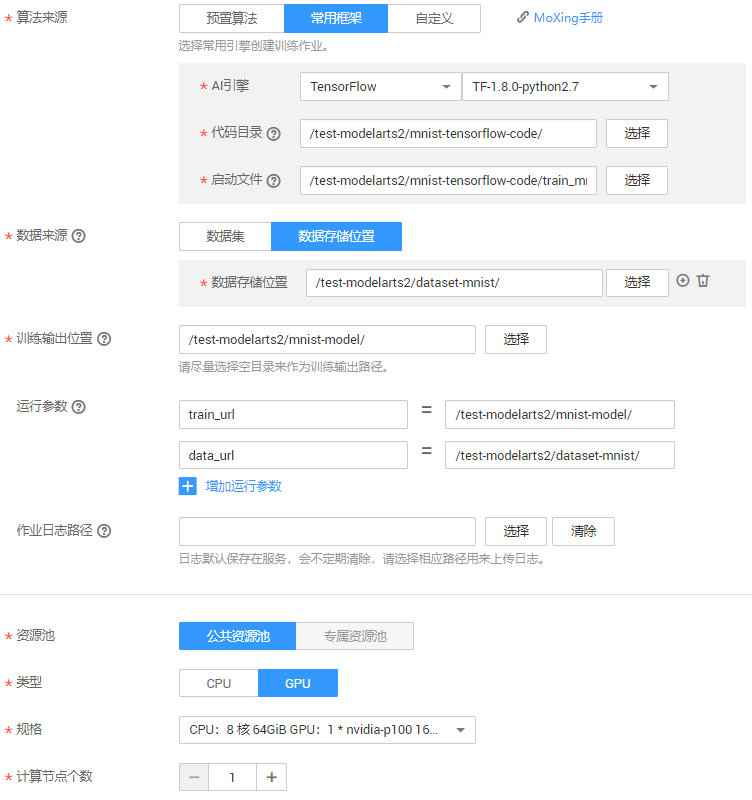 * 算法来源 预置算法 常用框架 自定义 MoXing手册
选择常用引擎创建训练作业。
* AI引擎 TensorFlow TF-1.8.0-python2.7
* 代码目录 ? /test-modelarts2/mnist-tensorflow-code/ 选择
* 启动文件 ? /test-modelarts2/mnist-tensorflow-code/train_mi 选择
* 数据来源 ? 数据集 数据存储位置
* 数据存储位置 /test-modelarts2/dataset-mnist/ 选择
* 训练输出位置 ? /test-modelarts2/mnist-model/ 选择
请尽量选择空目录来作为训练输出路径。
运行参数 ? train_url = /test-modelarts2/mnist-model/
data_url = /test-modelarts2/dataset-mnist/
+ 增加运行参数
作业日志路径 ? 选择 清除
日志默认保存在服务，会不定期清除，请选择相应路径用来上传日志。
* 资源池 公共资源池 专属资源池
* 类型 CPU GPU
* 规格 CPU：8 核 64GiB GPU：1 * nvidia-p100 16...
* 计算节点个数 − 1 +